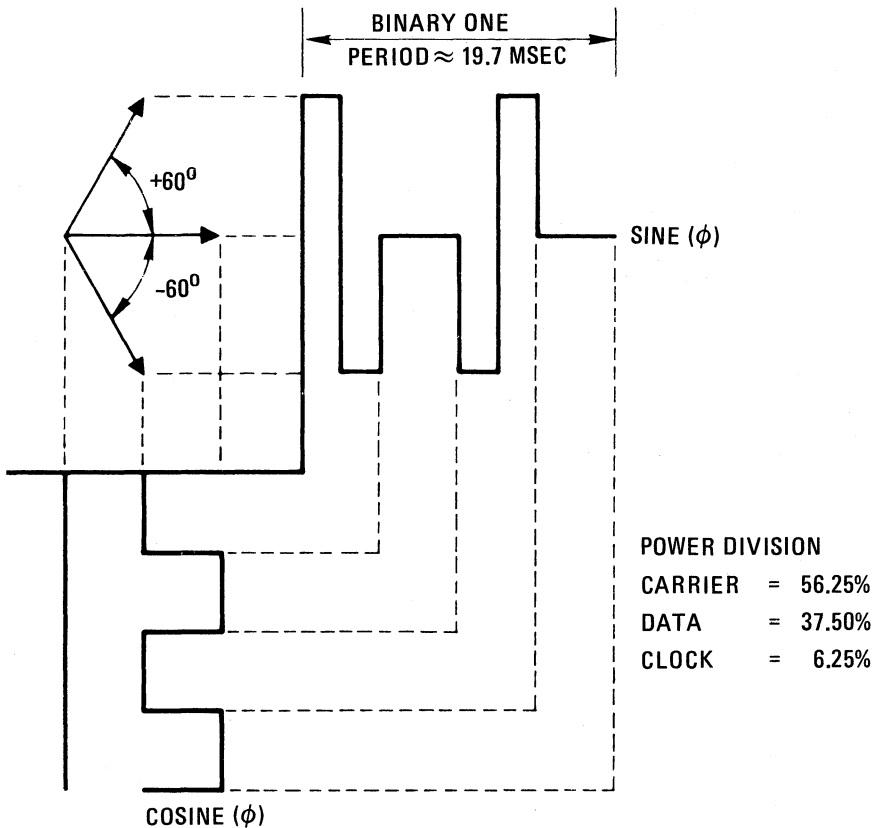 BINARY ONE
PERIOD ≈ 19.7 MSEC
+60⁰
-60⁰
SINE (ϕ)
POWER DIVISION
CARRIER = 56.25%
DATA = 37.50%
CLOCK = 6.25%
COSINE (ϕ)